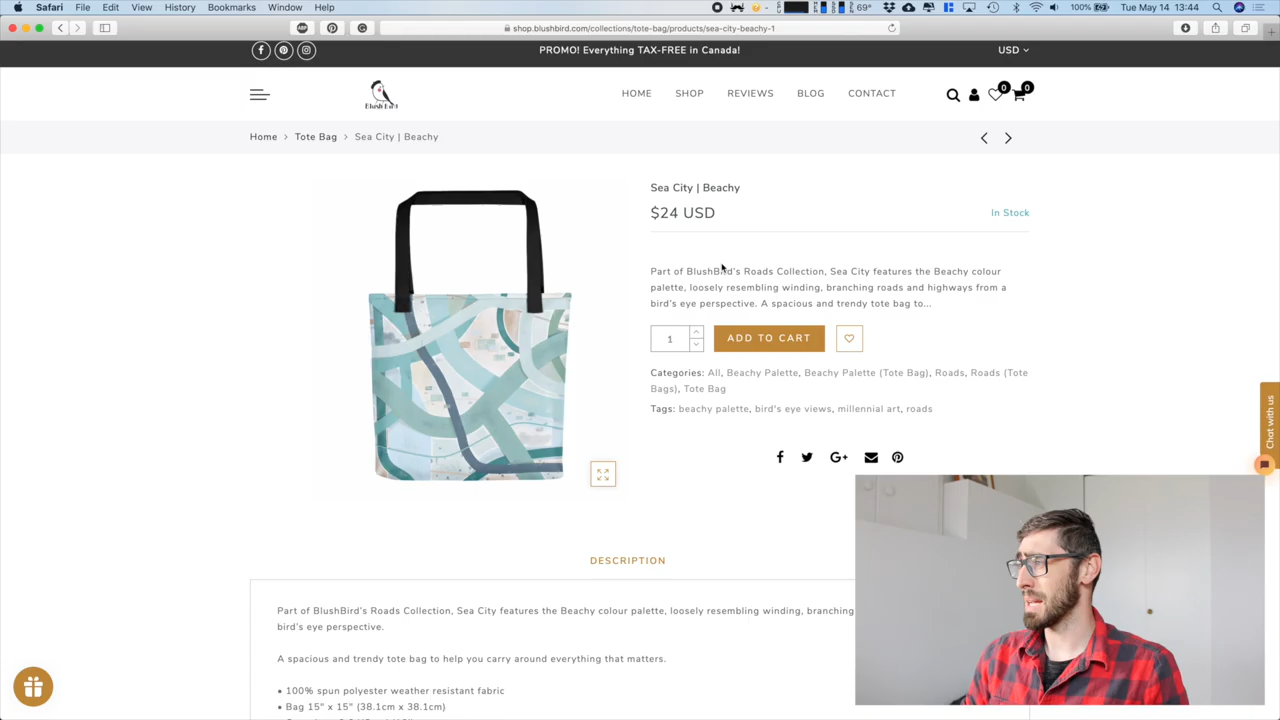 Safari File Edit View History Bookmarks Window Help 69° 100% Tue May 14 13:44
shop.blushbird.com/collections/tote-bag/products/sea-city-beachy-1
PROMO! Everything TAX-FREE in Canada! USD
Blush Bird HOME SHOP REVIEWS BLOG CONTACT 0 0
Home > Tote Bag > Sea City | Beachy
Sea City | Beachy
$24 USD In Stock
Part of BlushBird's Roads Collection, Sea City features the Beachy colour
palette, loosely resembling winding, branching roads and highways from a
bird's eye perspective. A spacious and trendy tote bag to...
1 ADD TO CART
Categories: All, Beachy Palette, Beachy Palette (Tote Bag), Roads, Roads (Tote
Bags), Tote Bag
Tags: beachy palette, bird's eye views, millennial art, roads
Chat with us
DESCRIPTION
Part of BlushBird's Roads Collection, Sea City features the Beachy colour palette, loosely resembling winding, branching
bird's eye perspective.
A spacious and trendy tote bag to help you carry around everything that matters.
• 100% spun polyester weather resistant fabric
• Bag 15" x 15" (38.1cm x 38.1cm)